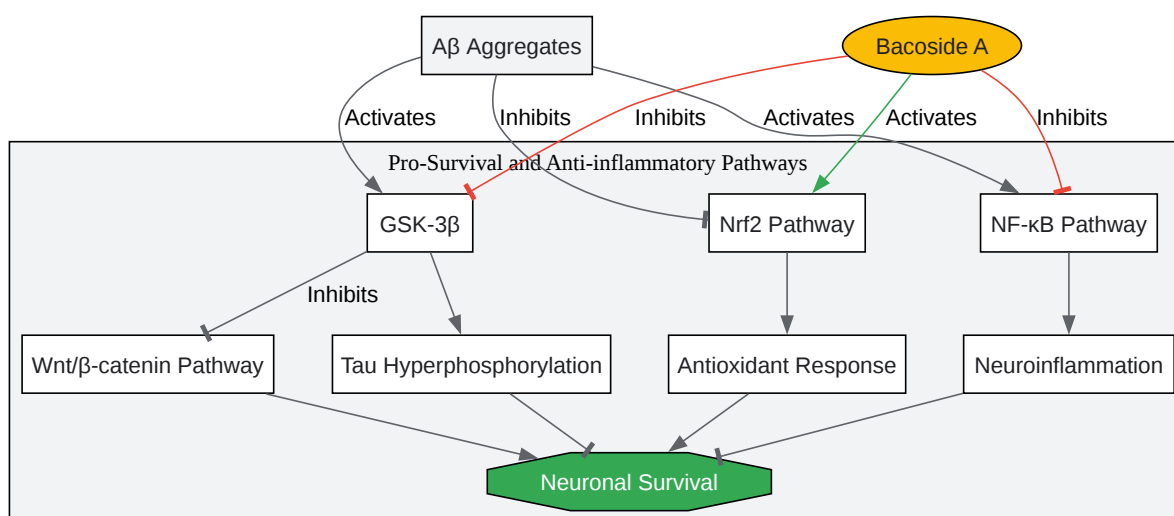 Aβ Aggregates
Bacoside A
Activates
Inhibits
Inhibits
Activates
Activates
Inhibits
Pro-Survival and Anti-inflammatory Pathways
GSK-3β
Nrf2 Pathway
NF-κB Pathway
Inhibits
Wnt/β-catenin Pathway
Tau Hyperphosphorylation
Antioxidant Response
Neuroinflammation
Neuronal Survival